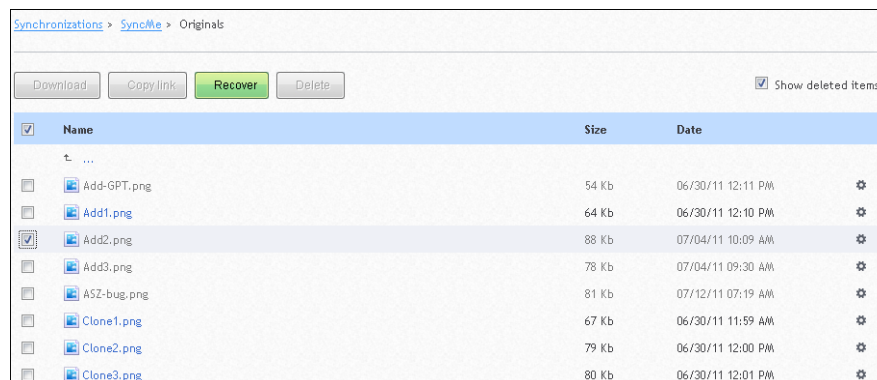 Synchronizations > SyncMe > Originals
Download Copy link Recover Delete Show deleted items
Name Size Date
...
Add-GPT.png 54 Kb 06/30/11 12:11 PM
Add1.png 64 Kb 06/30/11 12:10 PM
Add2.png 88 Kb 07/04/11 10:09 AM
Add3.png 78 Kb 07/04/11 09:30 AM
ASZ-bug.png 81 Kb 07/12/11 07:19 AM
Clone1.png 67 Kb 06/30/11 11:59 AM
Clone2.png 79 Kb 06/30/11 12:00 PM
Clone3.png 80 Kb 06/30/11 12:01 PM